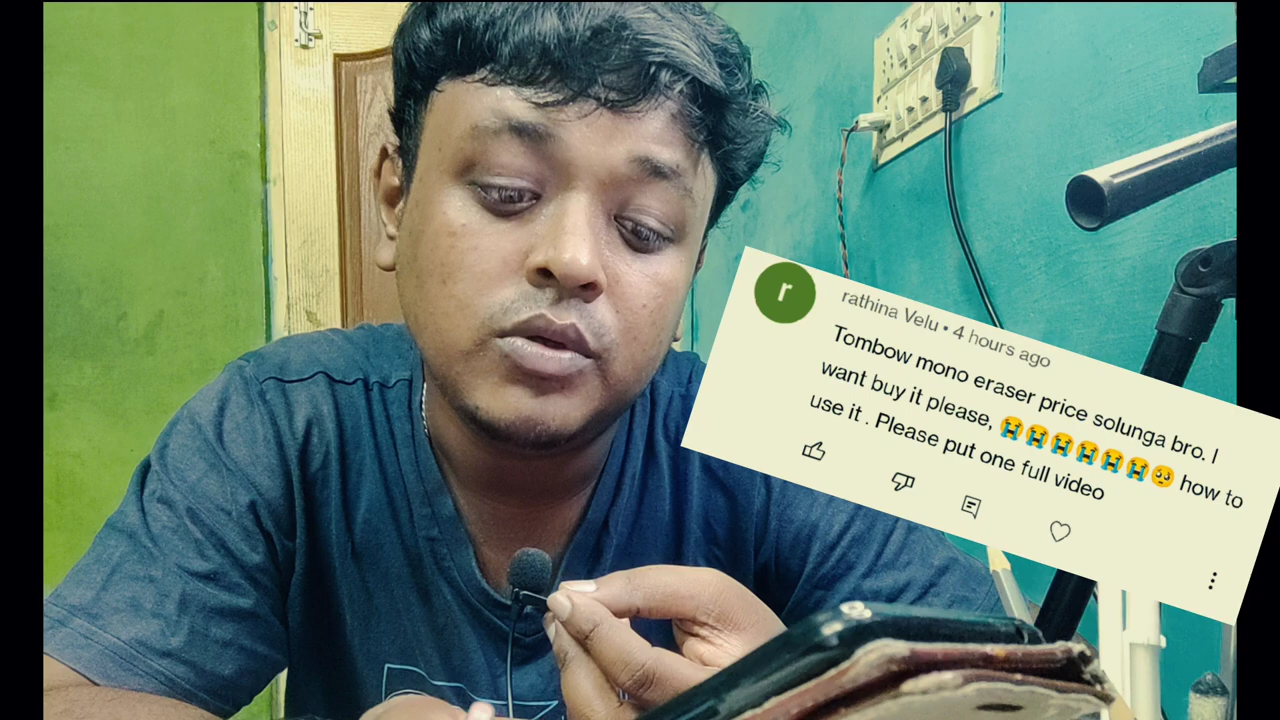 r
rathina Velu • 4 hours ago
Tombow mono eraser price solunga bro. I
want buy it please, 😭😭😭😭😭😭🥺 how to
use it . Please put one full video